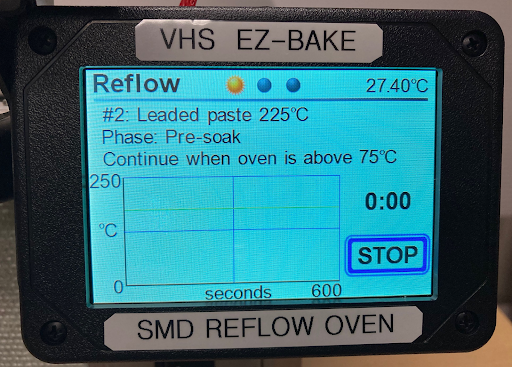 VHS EZ-BAKE
Reflow 27.40°C
#2: Leaded paste 225°C
Phase: Pre-soak
Continue when oven is above 75°C
250
0:00
°C
STOP
0 seconds 600
SMD REFLOW OVEN